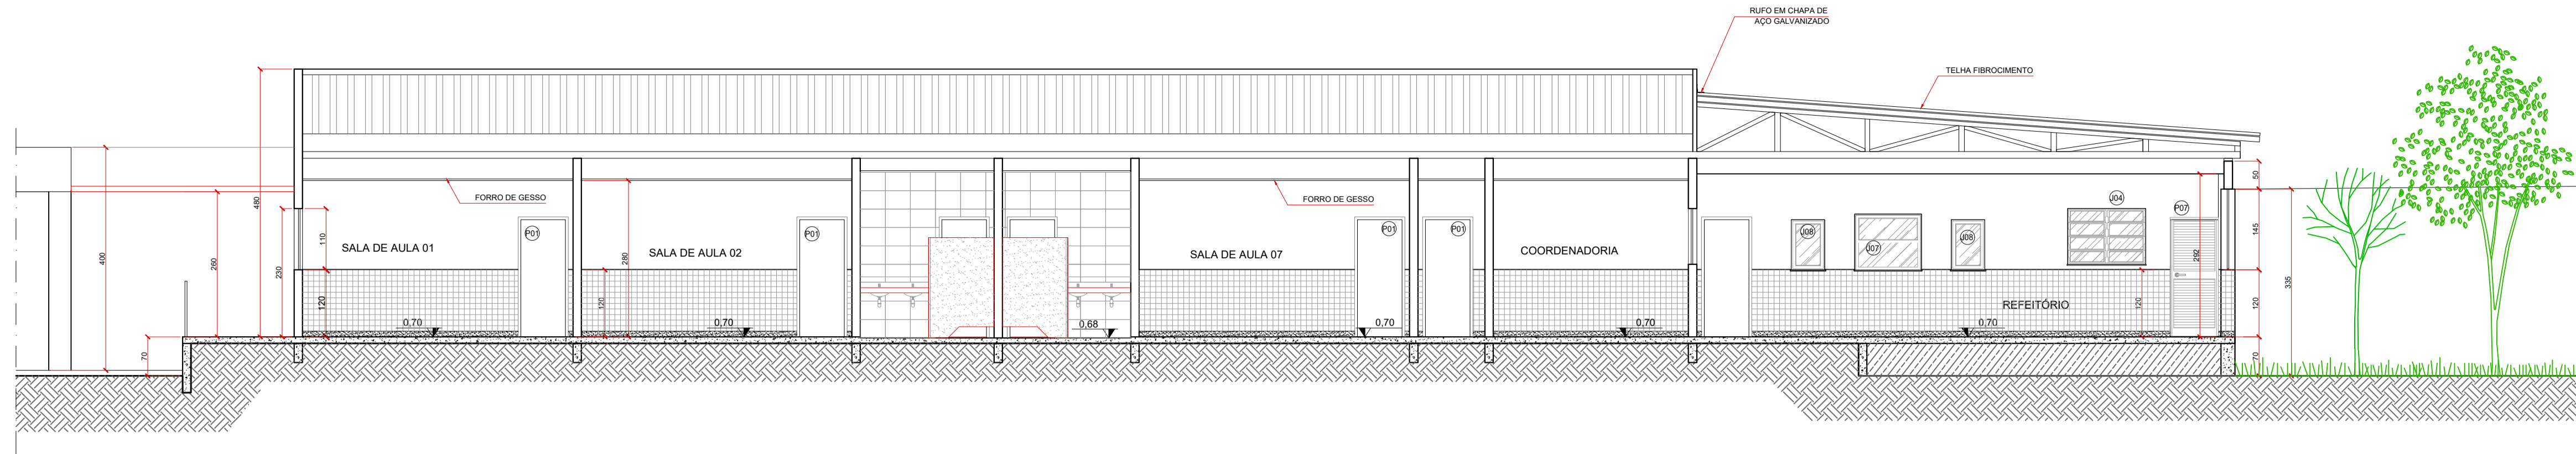 RUFO EM CHAPA DE
AÇO GALVANIZADO
TELHA FIBROCIMENTO
FORRO DE GESSO
FORRO DE GESSO
400
260
480
230
110
120
70
280
120
SALA DE AULA 01
P01
SALA DE AULA 02
P01
SALA DE AULA 07
P01
P01
COORDENADORIA
J08
J07
J08
J04
P07
REFEITÓRIO
0,70
0,70
0,68
0,70
0,70
0,70
120
292
50
145
120
70
335